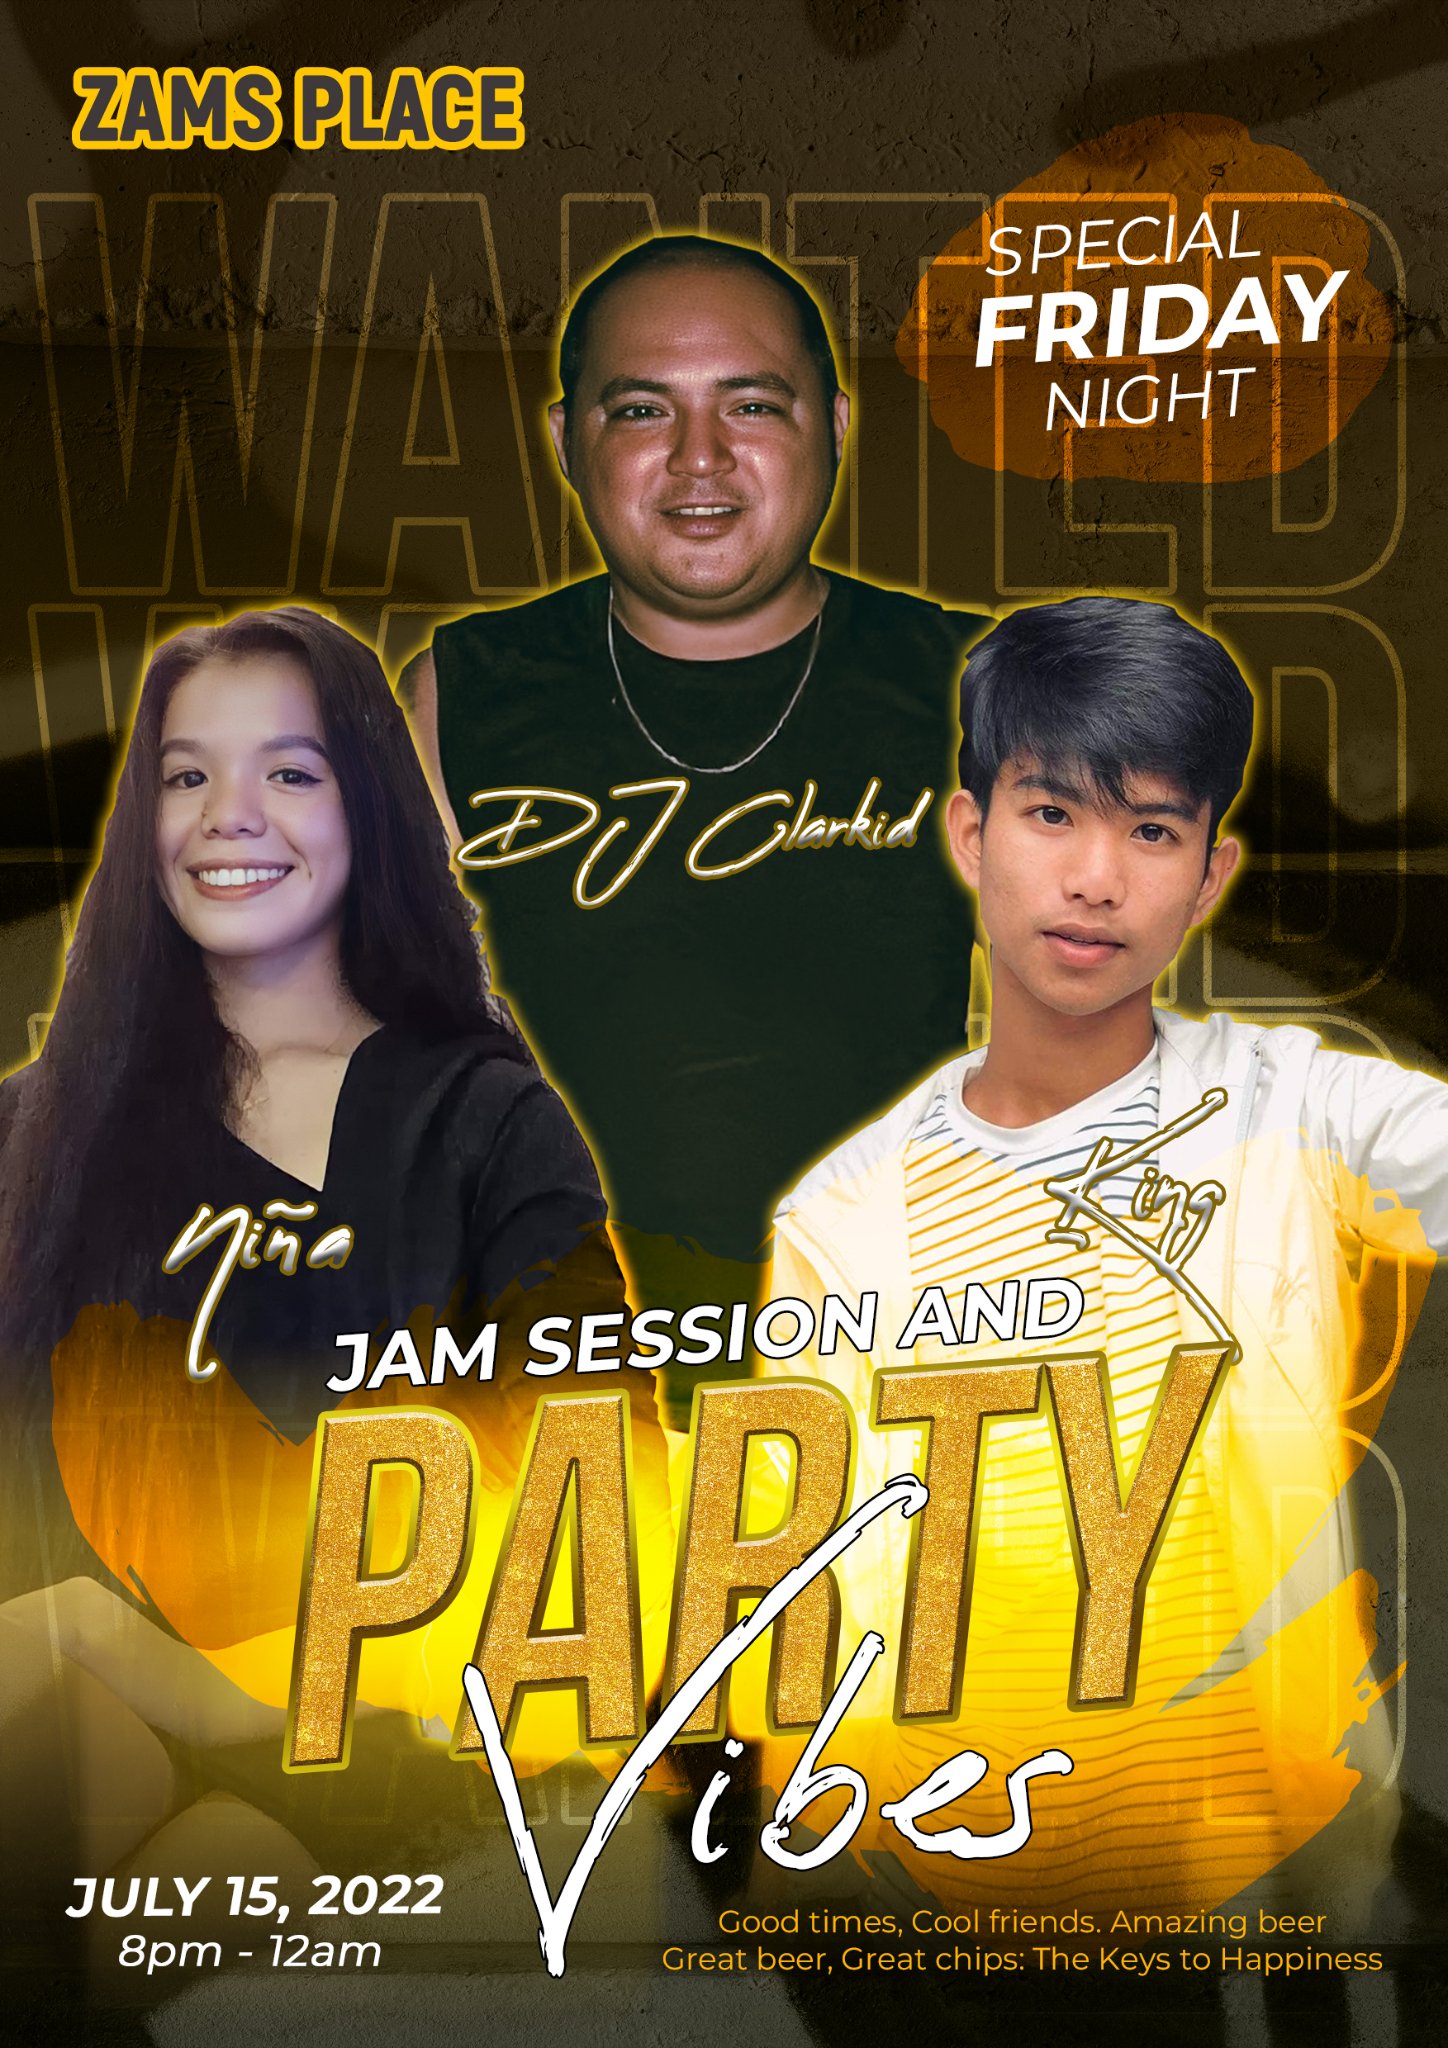 ZAMS PLACE
WANTED
SPECIAL
FRIDAY
NIGHT
DJ Clarkid
Niña
King
JAM SESSION AND
PARTY
Vibes
JULY 15, 2022
8pm - 12am
Good times, Cool friends. Amazing beer
Great beer, Great chips: The Keys to Happiness